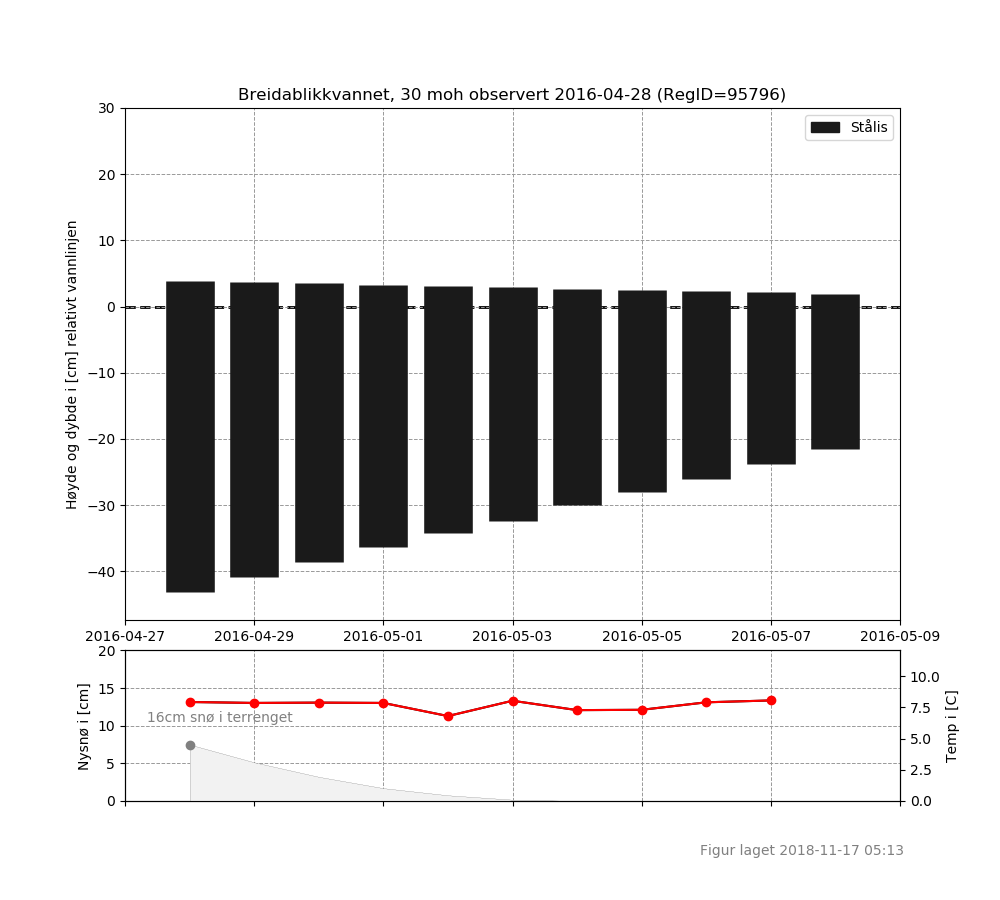 Breidablikkvannet, 30 moh observert 2016-04-28 (RegID=95796)
30
20
10
0
−10
−20
−30
−40
Høyde og dybde i [cm] relativt vannlinjen
Stålis
2016-04-27 2016-04-29 2016-05-01 2016-05-03 2016-05-05 2016-05-07 2016-05-09
20
15
10
5
0
Nysnø i [cm]
16cm snø i terrenget
10.0
7.5
5.0
2.5
0.0
Temp i [C]
Figur laget 2018-11-17 05:13